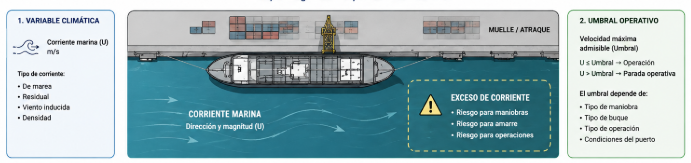 1. VARIABLE CLIMÁTICA
Corriente marina (U)
m/s
Tipo de corriente:
• De marea
• Residual
• Viento inducida
• Densidad
MUELLE / ATRAQUE
CORRIENTE MARINA
Dirección y magnitud (U)
EXCESO DE CORRIENTE
• Riesgo para maniobras
• Riesgo para amarre
• Riesgo para operaciones
2. UMBRAL OPERATIVO
Velocidad máxima
admisible (Umbral)
U ≤ Umbral → Operación
U > Umbral → Parada operativa
El umbral depende de:
• Tipo de maniobra
• Tipo de buque
• Tipo de operación
• Condiciones del puerto